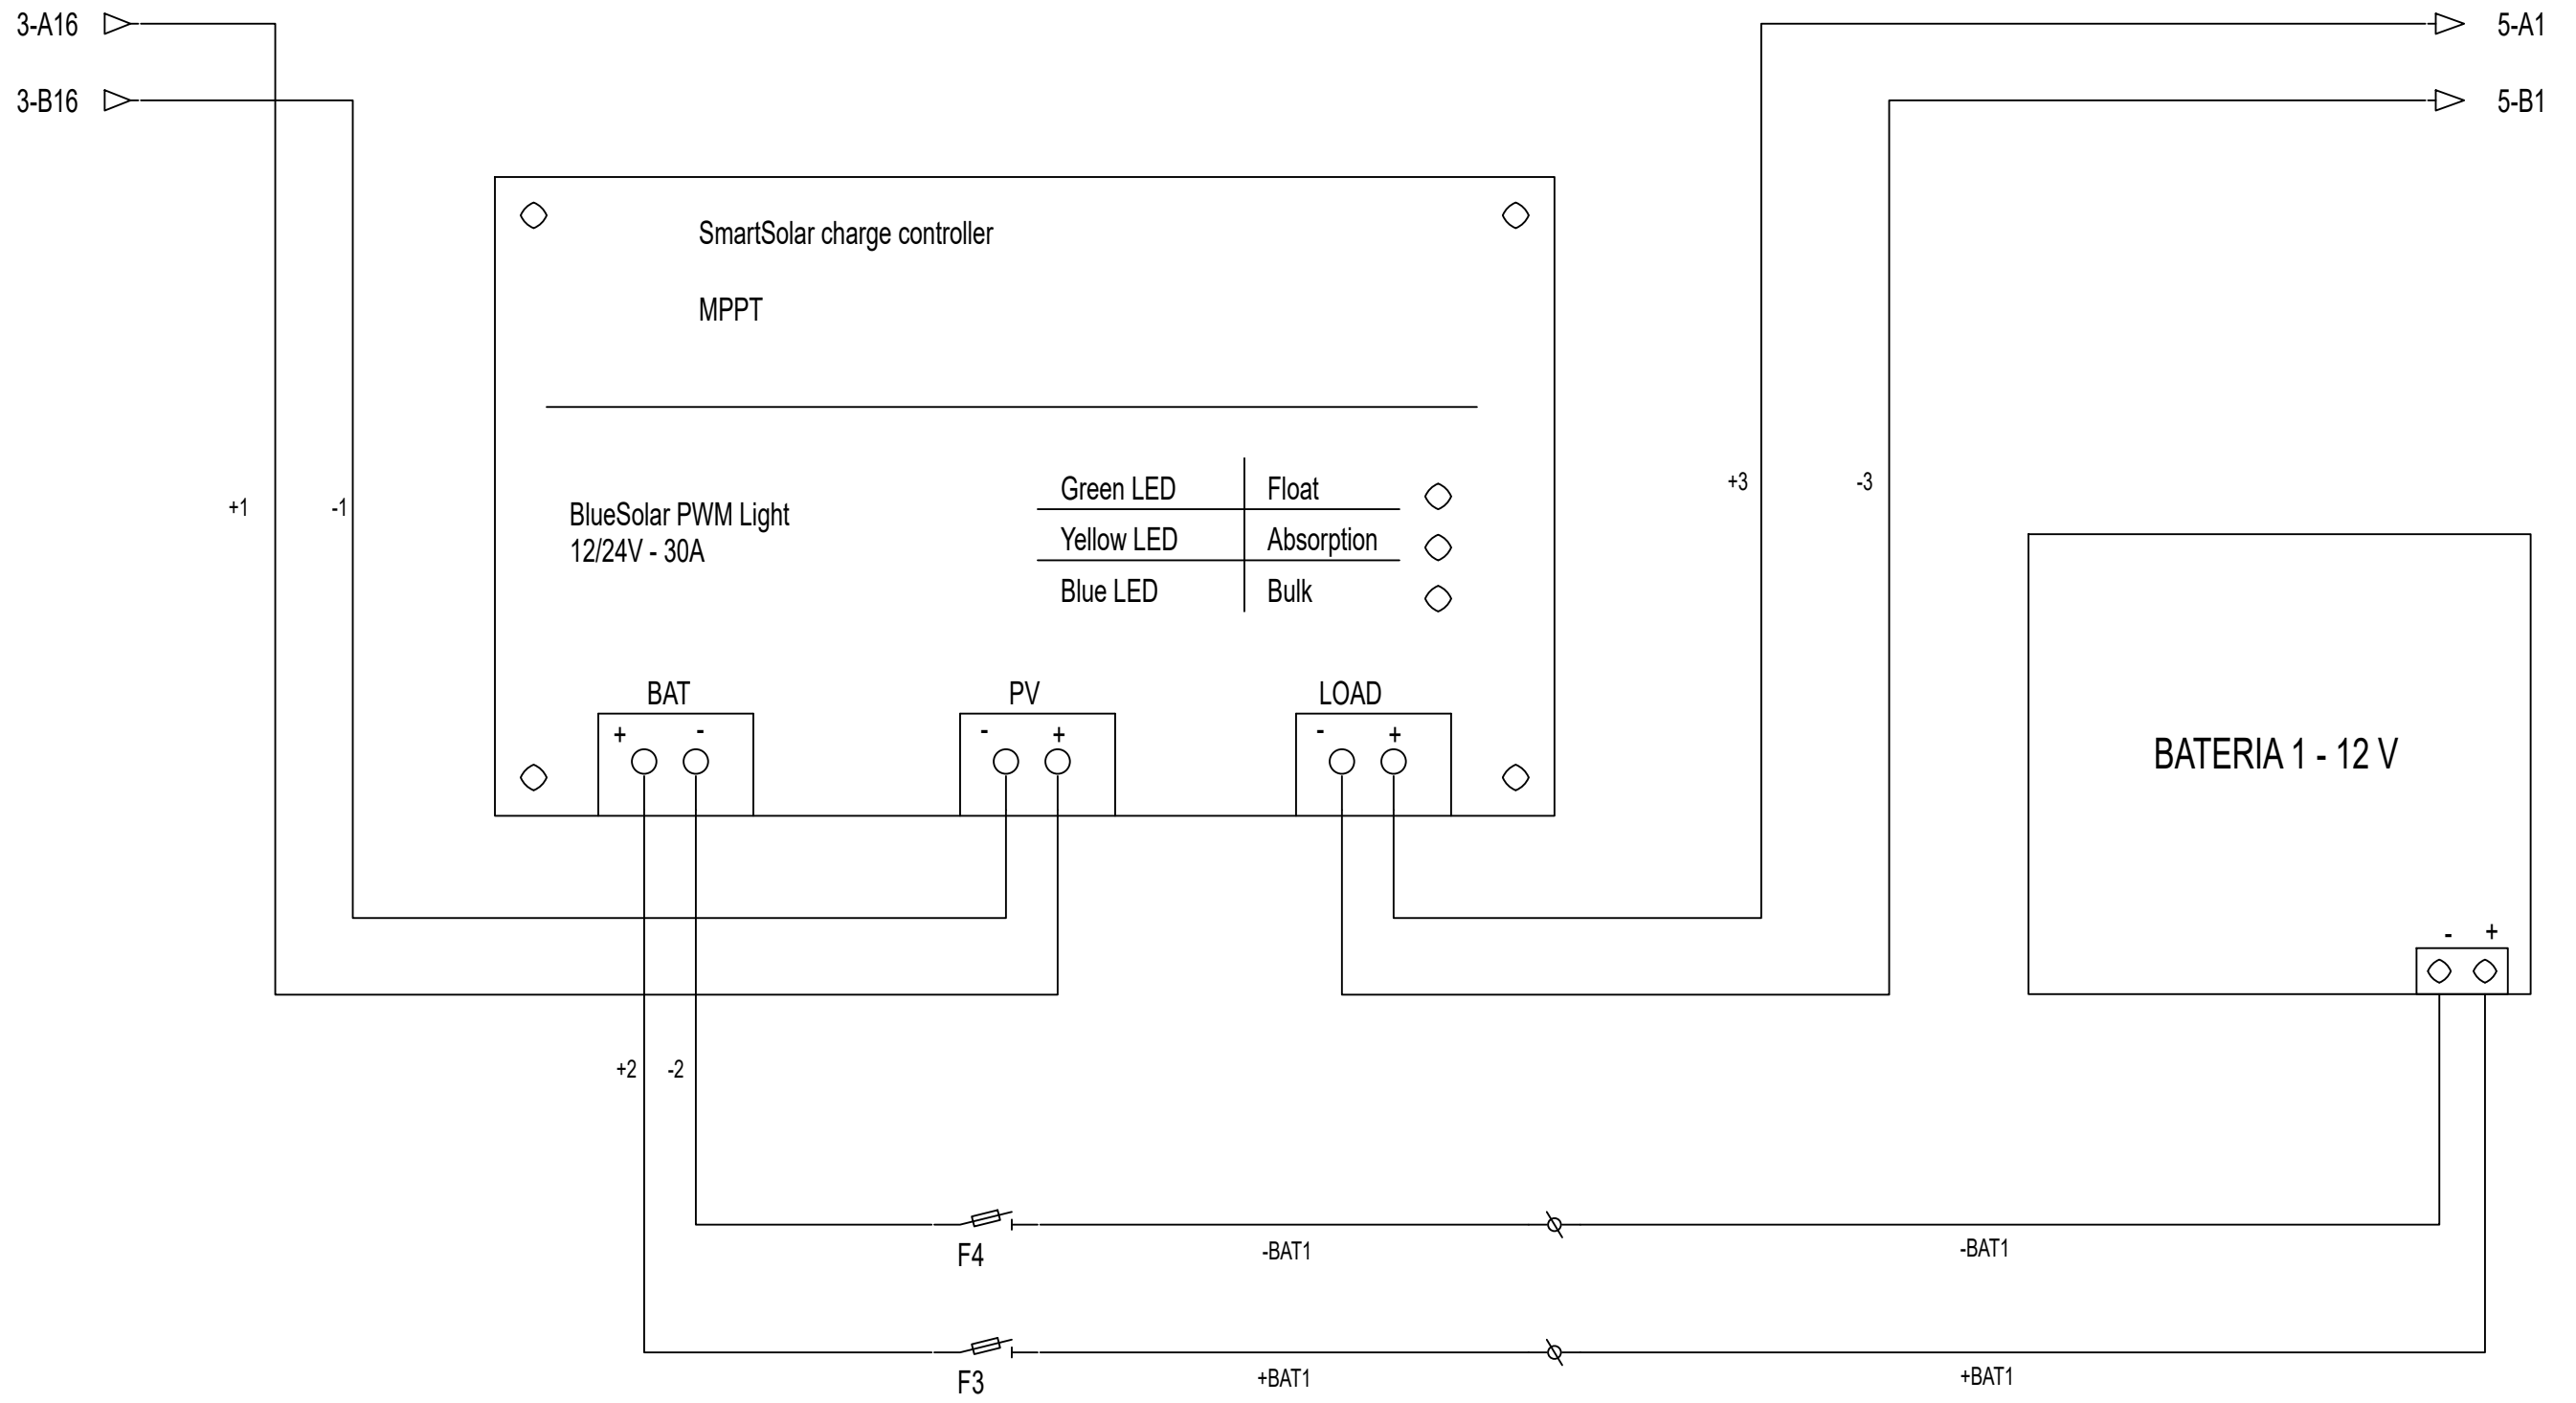 3-A16
5-A1
3-B16
5-B1
SmartSolar charge controller
MPPT
+1
-1
BlueSolar PWM Light
12/24V - 30A
Green LED Float
Yellow LED Absorption
Blue LED Bulk
+3
-3
BAT
+ -
PV
- +
LOAD
- +
BATERIA 1 - 12 V
- +
+2
-2
F4
-BAT1
-BAT1
F3
+BAT1
+BAT1